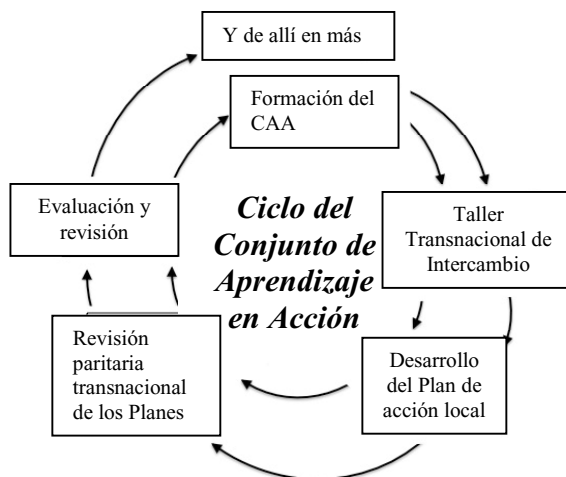 Y de allí en más
Formación del
CAA
Evaluación y
revisión
Ciclo del
Conjunto de
Aprendizaje
en Acción
Taller
Transnacional de
Intercambio
Revisión
paritaria
transnacional
de los Planes
Desarrollo
del Plan de
acción local